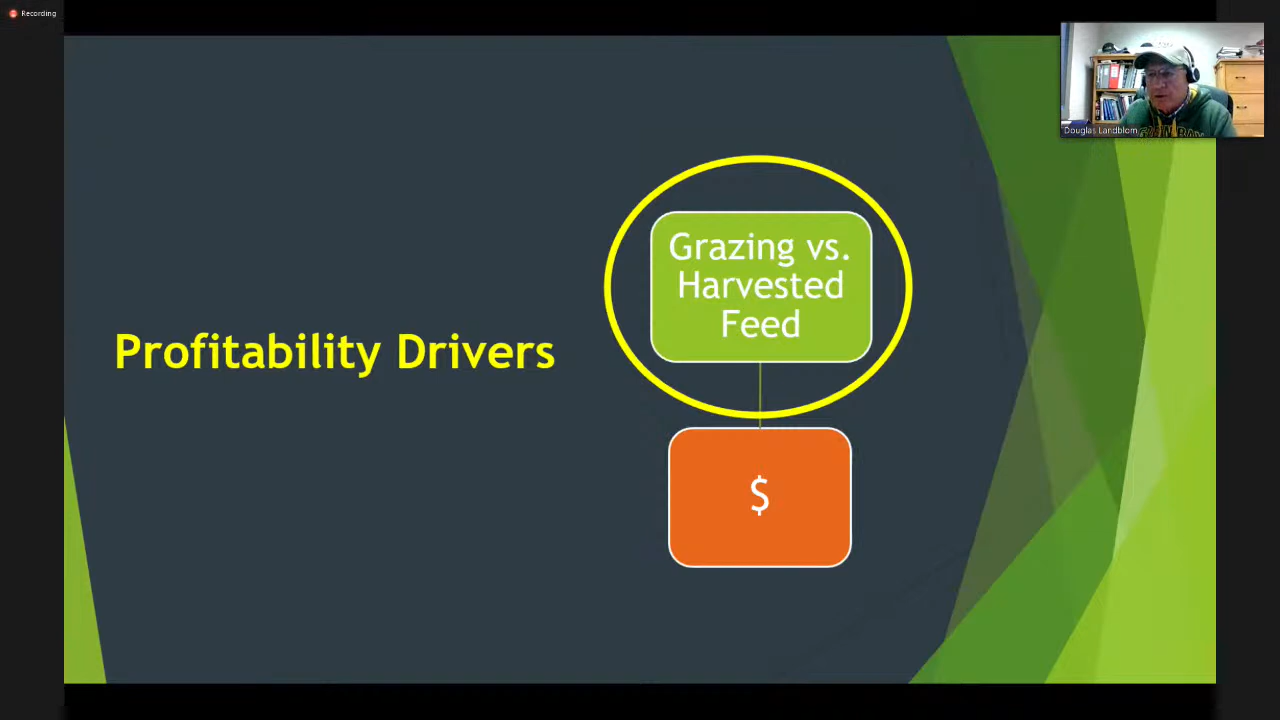 Recording
Douglas Landblom
Grazing vs.
Harvested
Feed
Profitability Drivers
$